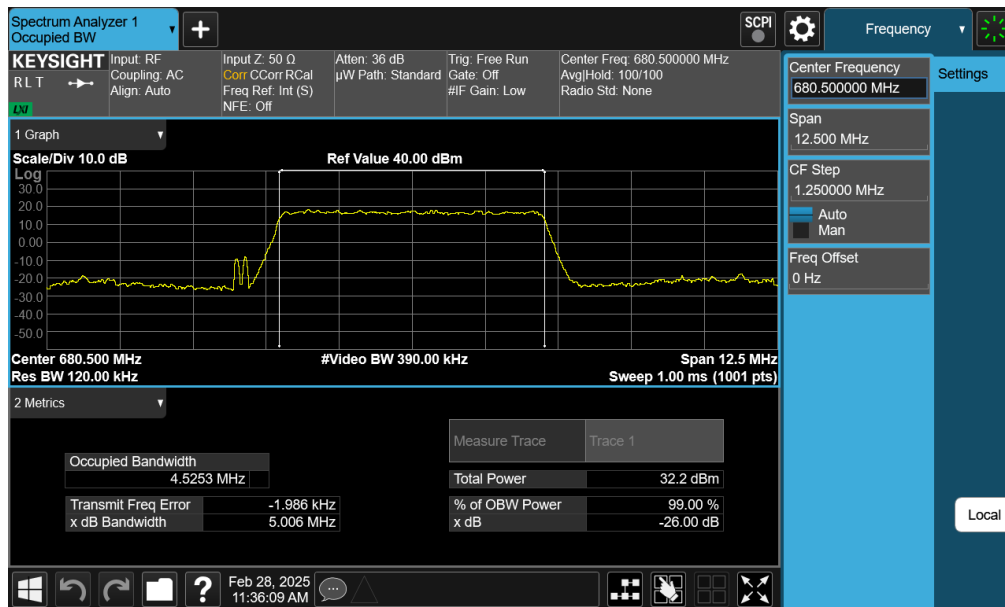 Spectrum Analyzer 1
Occupied BW
SCPI
Frequency
KEYSIGHT
RLT
LXI
Input: RF
Coupling: AC
Align: Auto
Input Z: 50 Ω
Corr CCorr RCal
Freq Ref: Int (S)
NFE: Off
Atten: 36 dB
µW Path: Standard
Trig: Free Run
Gate: Off
#IF Gain: Low
Center Freq: 680.500000 MHz
Avg|Hold: 100/100
Radio Std: None
Center Frequency
680.500000 MHz
Settings
Span
12.500 MHz
CF Step
1.250000 MHz
Auto
Man
Freq Offset
0 Hz
1 Graph
Scale/Div 10.0 dB
Ref Value 40.00 dBm
Log
30.0
20.0
10.0
0.00
-10.0
-20.0
-30.0
-40.0
-50.0
Center 680.500 MHz
#Video BW 390.00 kHz
Span 12.5 MHz
Res BW 120.00 kHz
Sweep 1.00 ms (1001 pts)
2 Metrics
Measure Trace Trace 1
Occupied Bandwidth
4.5253 MHz
Total Power 32.2 dBm
Transmit Freq Error -1.986 kHz
% of OBW Power 99.00 %
x dB Bandwidth 5.006 MHz
x dB -26.00 dB
Local
?
Feb 28, 2025
11:36:09 AM